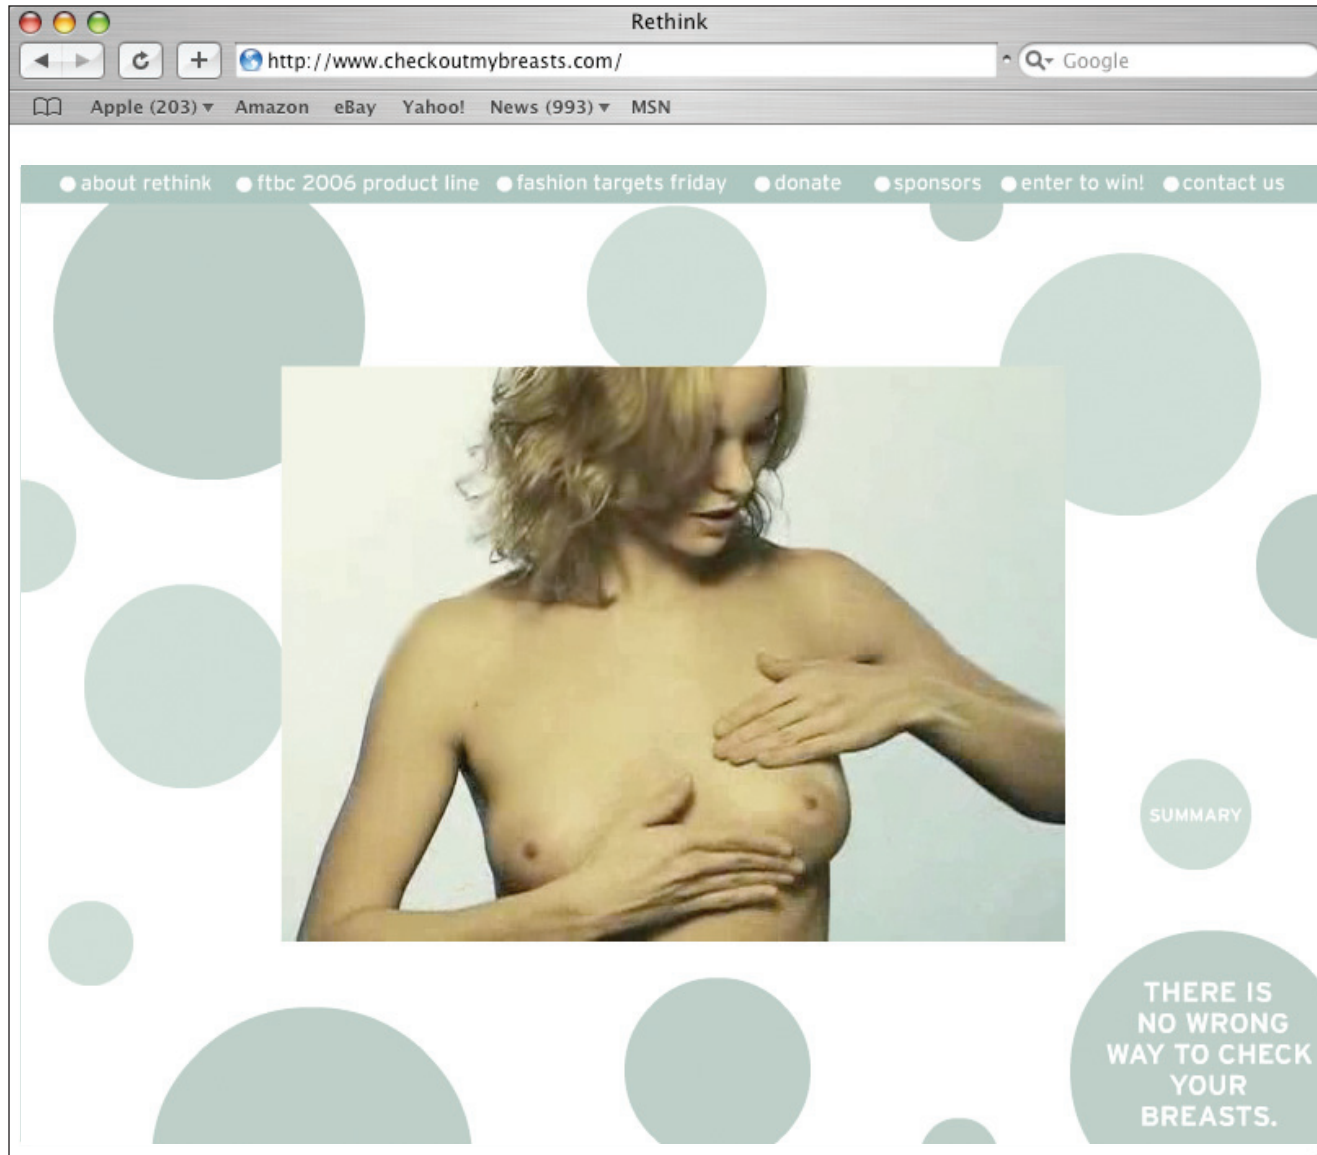 Rethink
http://www.checkoutmybreasts.com/
Google
Apple (203) Amazon eBay Yahoo! News (993) MSN
about rethink ftbc 2006 product line fashion targets friday donate sponsors enter to win! contact us
SUMMARY
THERE IS
NO WRONG
WAY TO CHECK
YOUR
BREASTS.